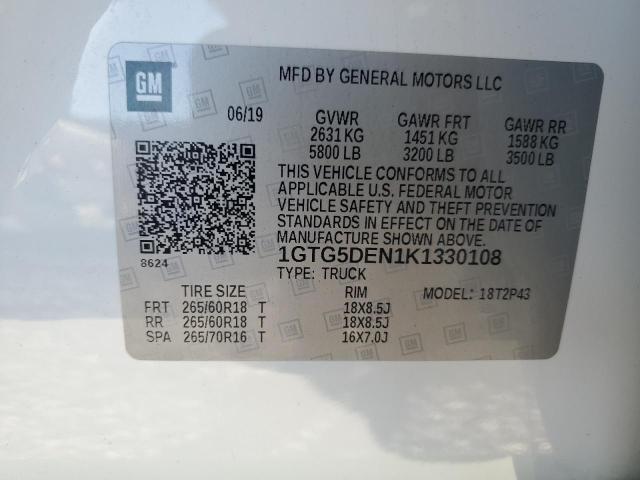 GM
MFD BY GENERAL MOTORS LLC
06/19 GVWR GAWR FRT GAWR RR
2631 KG 1451 KG 1588 KG
5800 LB 3200 LB 3500 LB
THIS VEHICLE CONFORMS TO ALL
APPLICABLE U.S. FEDERAL MOTOR
VEHICLE SAFETY AND THEFT PREVENTION
STANDARDS IN EFFECT ON THE DATE OF
MANUFACTURE SHOWN ABOVE.
8624 1GTG5DEN1K1330108
TYPE: TRUCK
TIRE SIZE RIM MODEL: 18T2P43
FRT 265/60R18 T 18X8.5J
RR 265/60R18 T 18X8.5J
SPA 265/70R16 T 16X7.0J